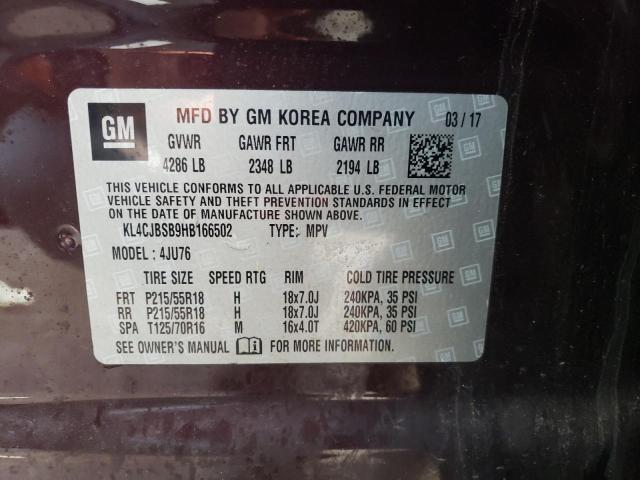 GM MFD BY GM KOREA COMPANY 03 / 17
GVWR GAWR FRT GAWR RR
4286 LB 2348 LB 2194 LB
THIS VEHICLE CONFORMS TO ALL APPLICABLE U.S. FEDERAL MOTOR
VEHICLE SAFETY AND THEFT PREVENTION STANDARDS IN EFFECT ON
THE DATE OF MANUFACTURE SHOWN ABOVE.
KL4CJBSB9HB166502 TYPE: MPV
MODEL : 4JU76
TIRE SIZE SPEED RTG RIM COLD TIRE PRESSURE
FRT P215/55R18 H 18x7.0J 240KPA, 35 PSI
RR P215/55R18 H 18x7.0J 240KPA, 35 PSI
SPA T125/70R16 M 16x4.0T 420KPA, 60 PSI
SEE OWNER'S MANUAL FOR MORE INFORMATION.